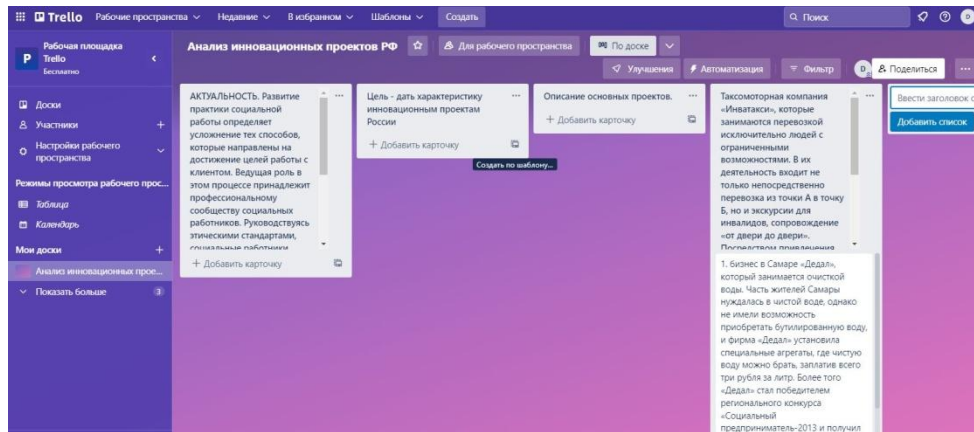 Trello Рабочие пространства Недавние В избранном Шаблоны Создать Поиск
Рабочая площадка
P Trello
Бесплатно
Доски
Участники
Настройки рабочего
пространства
Режимы просмотра рабочего прос...
Таблица
Календарь
Мои доски
Анализ инновационных прое...
Показать больше 3
Анализ инновационных проектов РФ Для рабочего пространства По доске
Улучшения Автоматизация Фильтр D Поделиться
АКТУАЛЬНОСТЬ. Развитие
практики социальной
работы определяет
усложнение тех способов,
которые направлены на
достижение целей работы с
клиентом. Ведущая роль в
этом процессе принадлежит
профессиональному
сообществу социальных
работников. Руководствуясь
этическими стандартами,
социальные работники
+ Добавить карточку
Цель - дать характеристику
инновационным проектам
России
+ Добавить карточку
Создать по шаблону...
Описание основных проектов.
+ Добавить карточку
Таксомоторная компания
«Инватакси», которые
занимаются перевозкой
исключительно людей с
ограниченными
возможностями. В их
деятельность входит не
только непосредственно
перевозка из точки А в точку
Б, но и экскурсии для
инвалидов, сопровождение
«от двери до двери».
Посредством привлечения
1. бизнес в Самаре «Дедал»,
который занимается очисткой
воды. Часть жителей Самары
нуждалась в чистой воде, однако
не имели возможность
приобретать бутилированную воду,
и фирма «Дедал» установила
специальные агрегаты, где чистую
воду можно брать, заплатив всего
три рубля за литр. Более того
«Дедал» стал победителем
регионального конкурса
«Социальный
предприниматель-2013 и получил
Ввести заголовок с
Добавить список